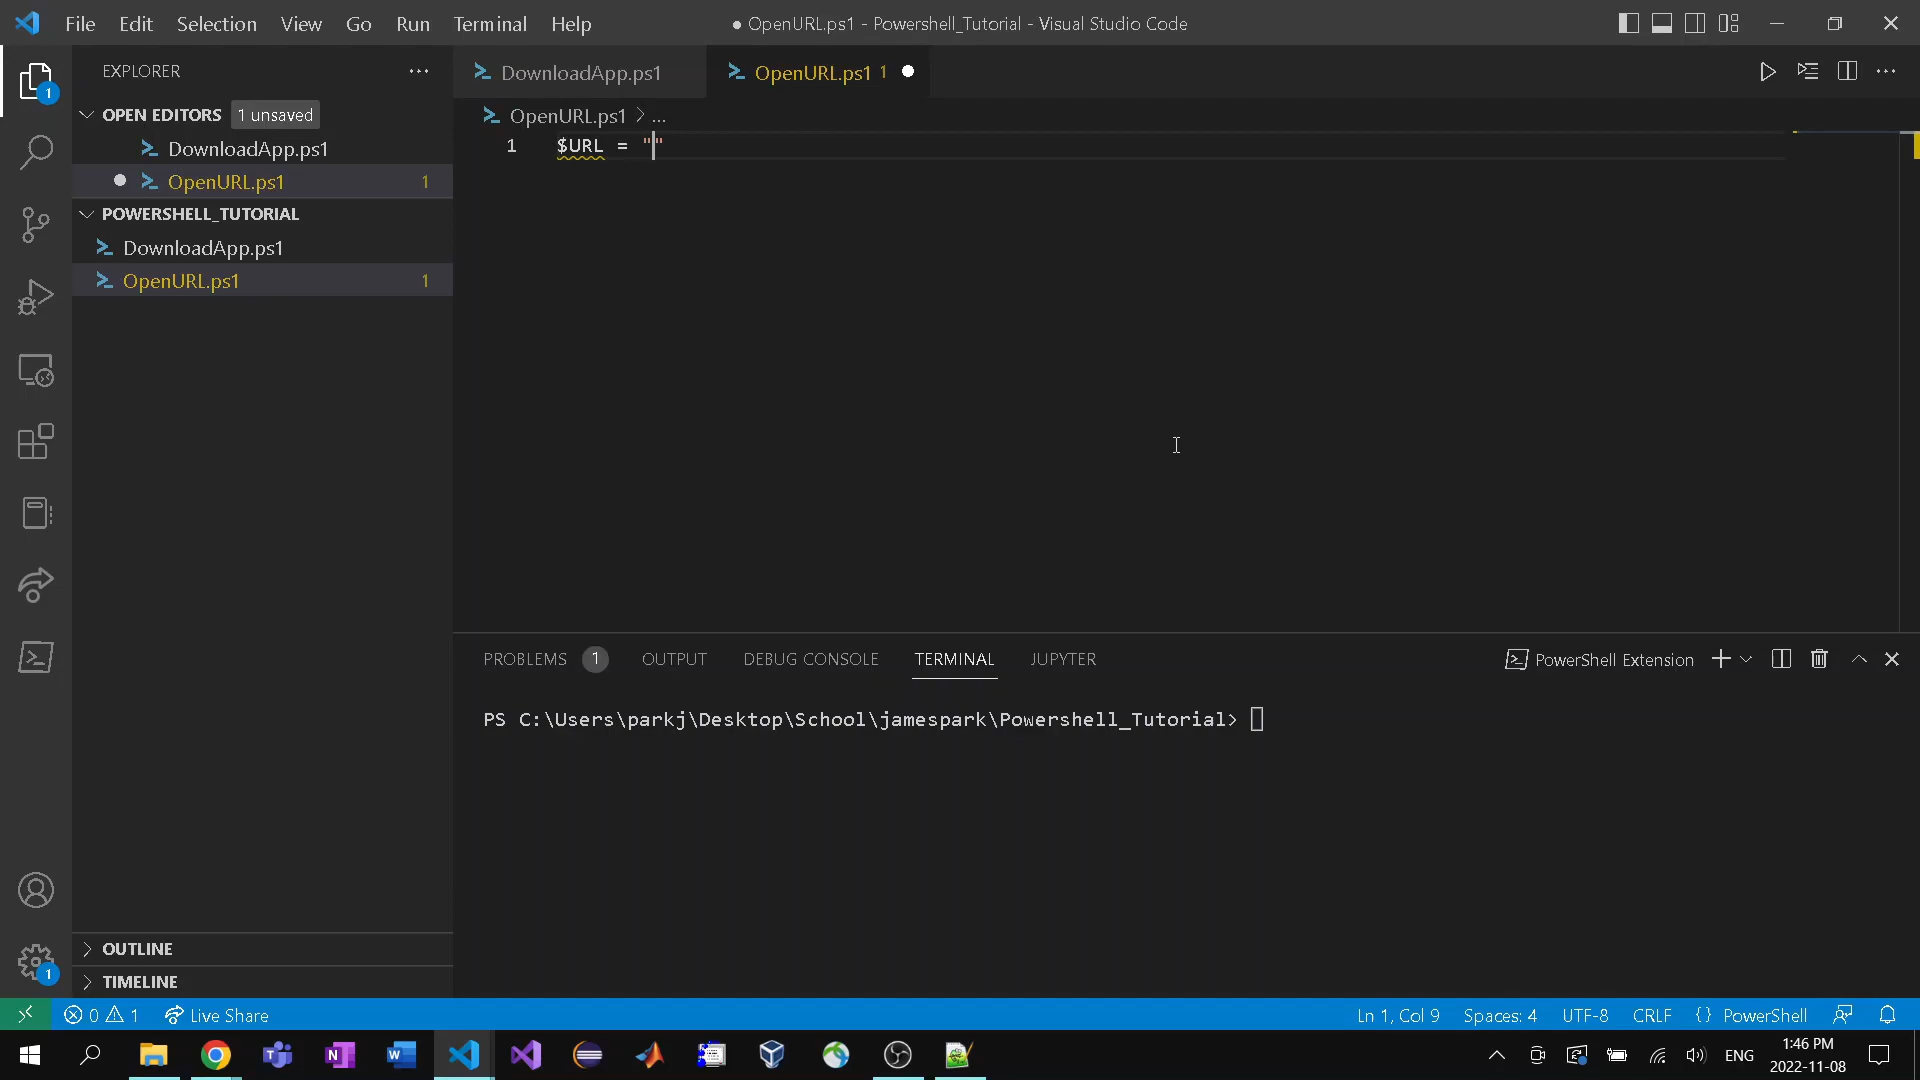 File Edit Selection View Go Run Terminal Help
● OpenURL.ps1 - Powershell_Tutorial - Visual Studio Code
EXPLORER
OPEN EDITORS 1 unsaved
DownloadApp.ps1
OpenURL.ps1 1
POWERSHELL_TUTORIAL
DownloadApp.ps1
OpenURL.ps1 1
OUTLINE
TIMELINE
1
1
DownloadApp.ps1
OpenURL.ps1 1
OpenURL.ps1 > ...
1 $URL = ""
PROBLEMS 1 OUTPUT DEBUG CONSOLE TERMINAL JUPYTER
PowerShell Extension
PS C:\Users\parkj\Desktop\School\jamespark\Powershell_Tutorial>
0 1 Live Share
Ln 1, Col 9 Spaces: 4 UTF-8 CRLF {} PowerShell
ENG
1:46 PM
2022-11-08